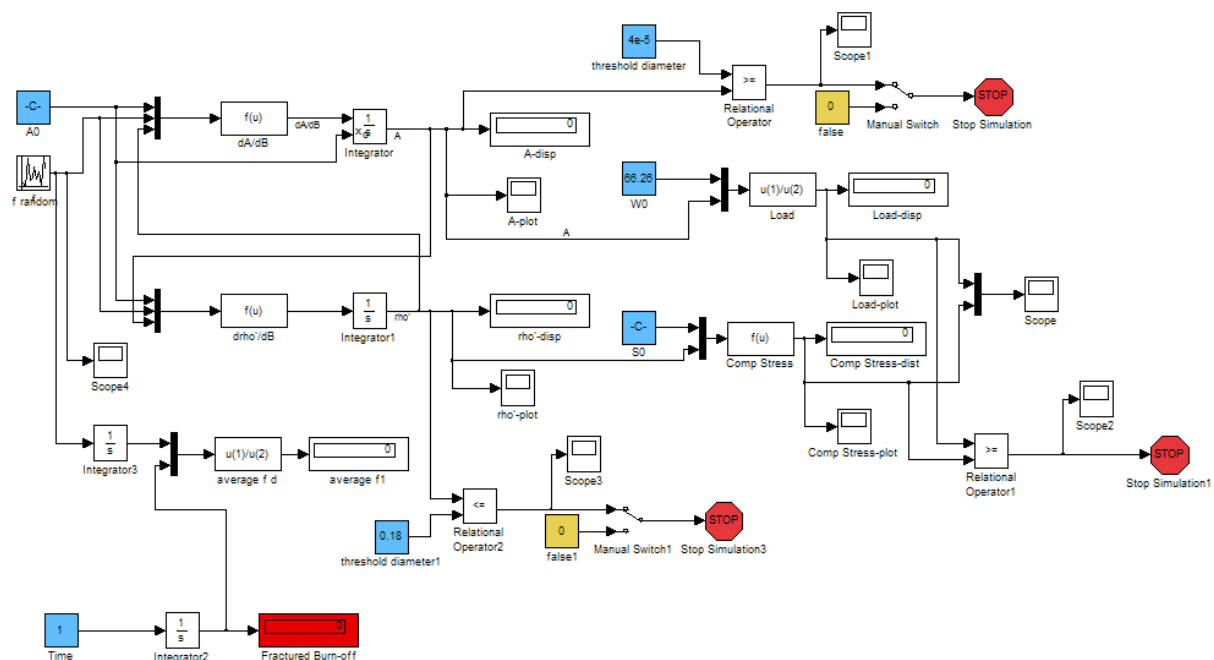 4e-5
threshold diameter
Scope1
>=
Relational
Operator
0
false
Manual Switch
STOP
Stop Simulation
-C-
A0
f(u)
dA/dB
dA/dB
1
s
x
o
Integrator
A
0
A-disp
A-plot
f random
66.26
W0
A
u(1)/u(2)
Load
0
Load-disp
Load-plot
Scope
f(u)
drho'/dB
1
s
Integrator1
rho'
0
rho'-disp
rho'-plot
-C-
S0
f(u)
Comp Stress
0
Comp Stress-dist
Comp Stress-plot
Scope4
Scope2
>=
Relational
Operator1
STOP
Stop Simulation1
1
s
Integrator3
u(1)/u(2)
average f d
0
average f1
Scope3
<=
Relational
Operator2
0.18
threshold diameter1
0
false1
Manual Switch1
STOP
Stop Simulation3
1
Time
1
s
Integrator2
0
Fractured Burn-off